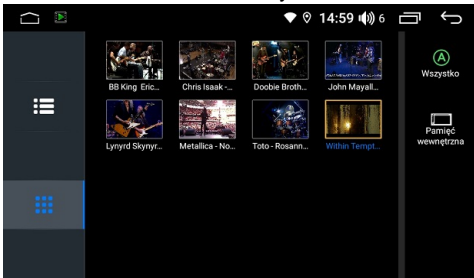 14:59 6
BB King Eric...
Chris Isaak -...
Doobie Broth...
John Mayall...
Wszystko
Lynyrd Skynyr...
Metallica - No...
Toto - Rosann...
Within Tempt...
Pamięć
wewnętrzna